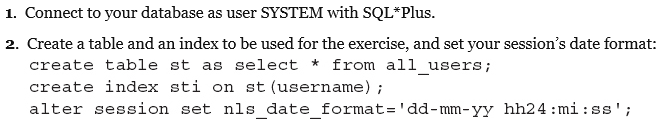 1. Connect to your database as user SYSTEM with SQL*Plus.
2. Create a table and an index to be used for the exercise, and set your session’s date format:
create table st as select * from all_users;
create index sti on st(username);
alter session set nls_date_format='dd-mm-yy hh24:mi:ss';